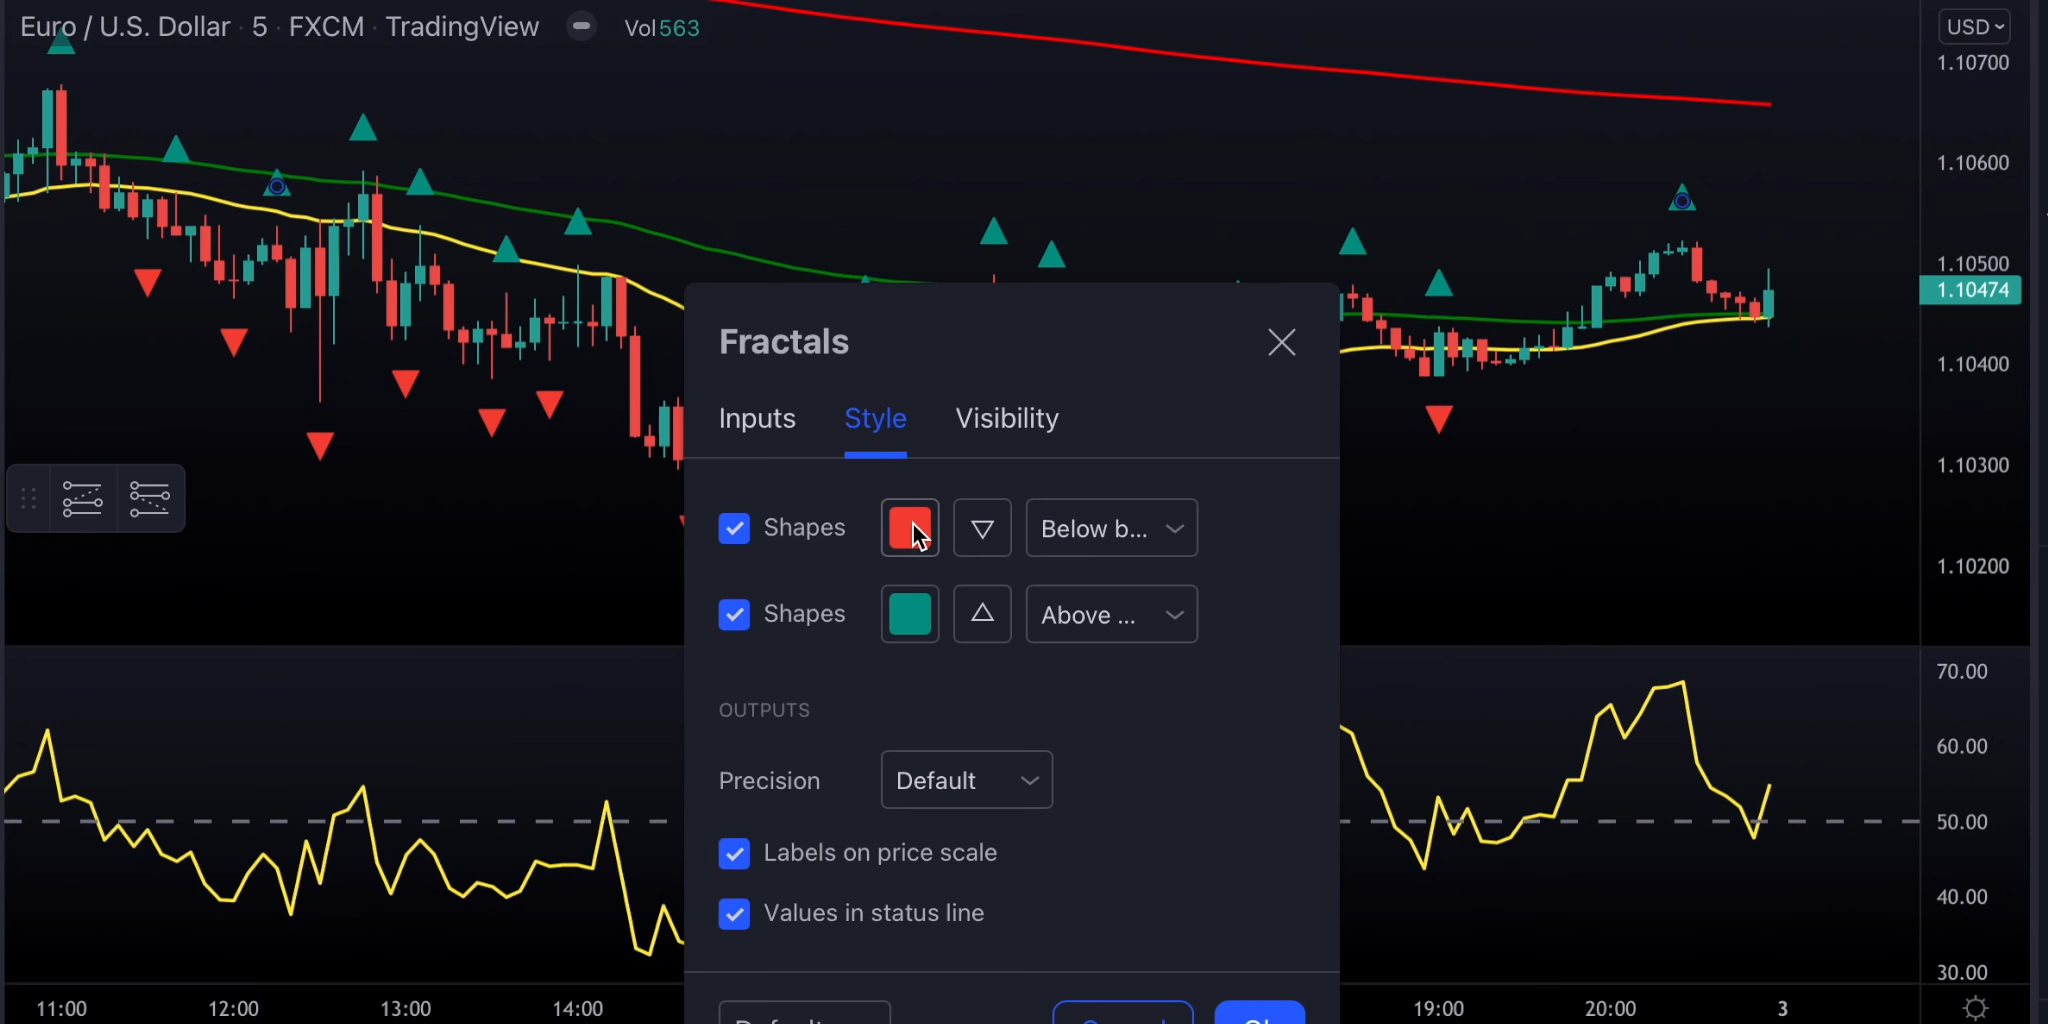 Euro / U.S. Dollar · 5 · FXCM · TradingView Vol563
USD
1.10700
1.10600
1.10500
1.10474
1.10400
1.10300
1.10200
Fractals
Inputs Style Visibility
Shapes Below b...
Shapes Above ...
OUTPUTS
Precision Default
Labels on price scale
Values in status line
70.00
60.00
50.00
40.00
30.00
11:00 12:00 13:00 14:00 19:00 20:00 3